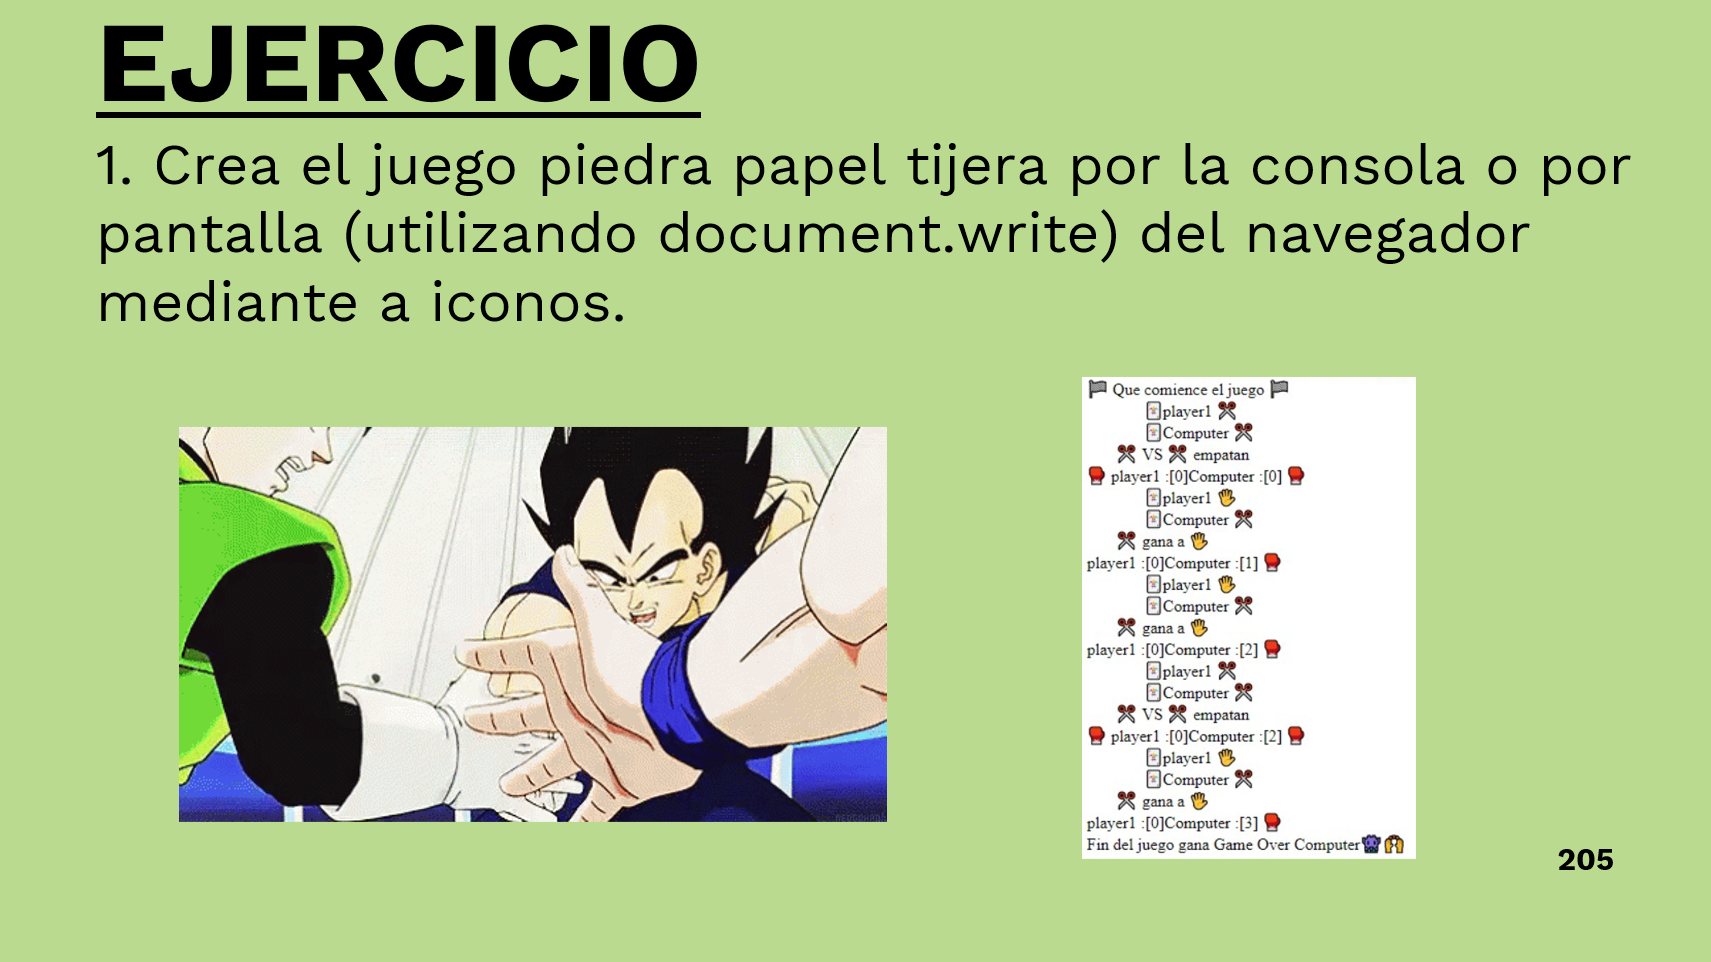 EJERCICIO
1. Crea el juego piedra papel tijera por la consola o por
pantalla (utilizando document.write) del navegador
mediante a iconos.
🏴 Que comience el juego 🏴
🃏player1 ✂
🃏Computer ✂
✂ VS ✂ empatan
🥊 player1 :[0]Computer :[0] 🥊
🃏player1 🖐
🃏Computer ✂
✂ gana a 🖐
player1 :[0]Computer :[1] 🥊
🃏player1 🖐
🃏Computer ✂
✂ gana a 🖐
player1 :[0]Computer :[2] 🥊
🃏player1 ✂
🃏Computer ✂
✂ VS ✂ empatan
🥊 player1 :[0]Computer :[2] 🥊
🃏player1 🖐
🃏Computer ✂
✂ gana a 🖐
player1 :[0]Computer :[3] 🥊
Fin del juego gana Game Over Computer👾🙌
205